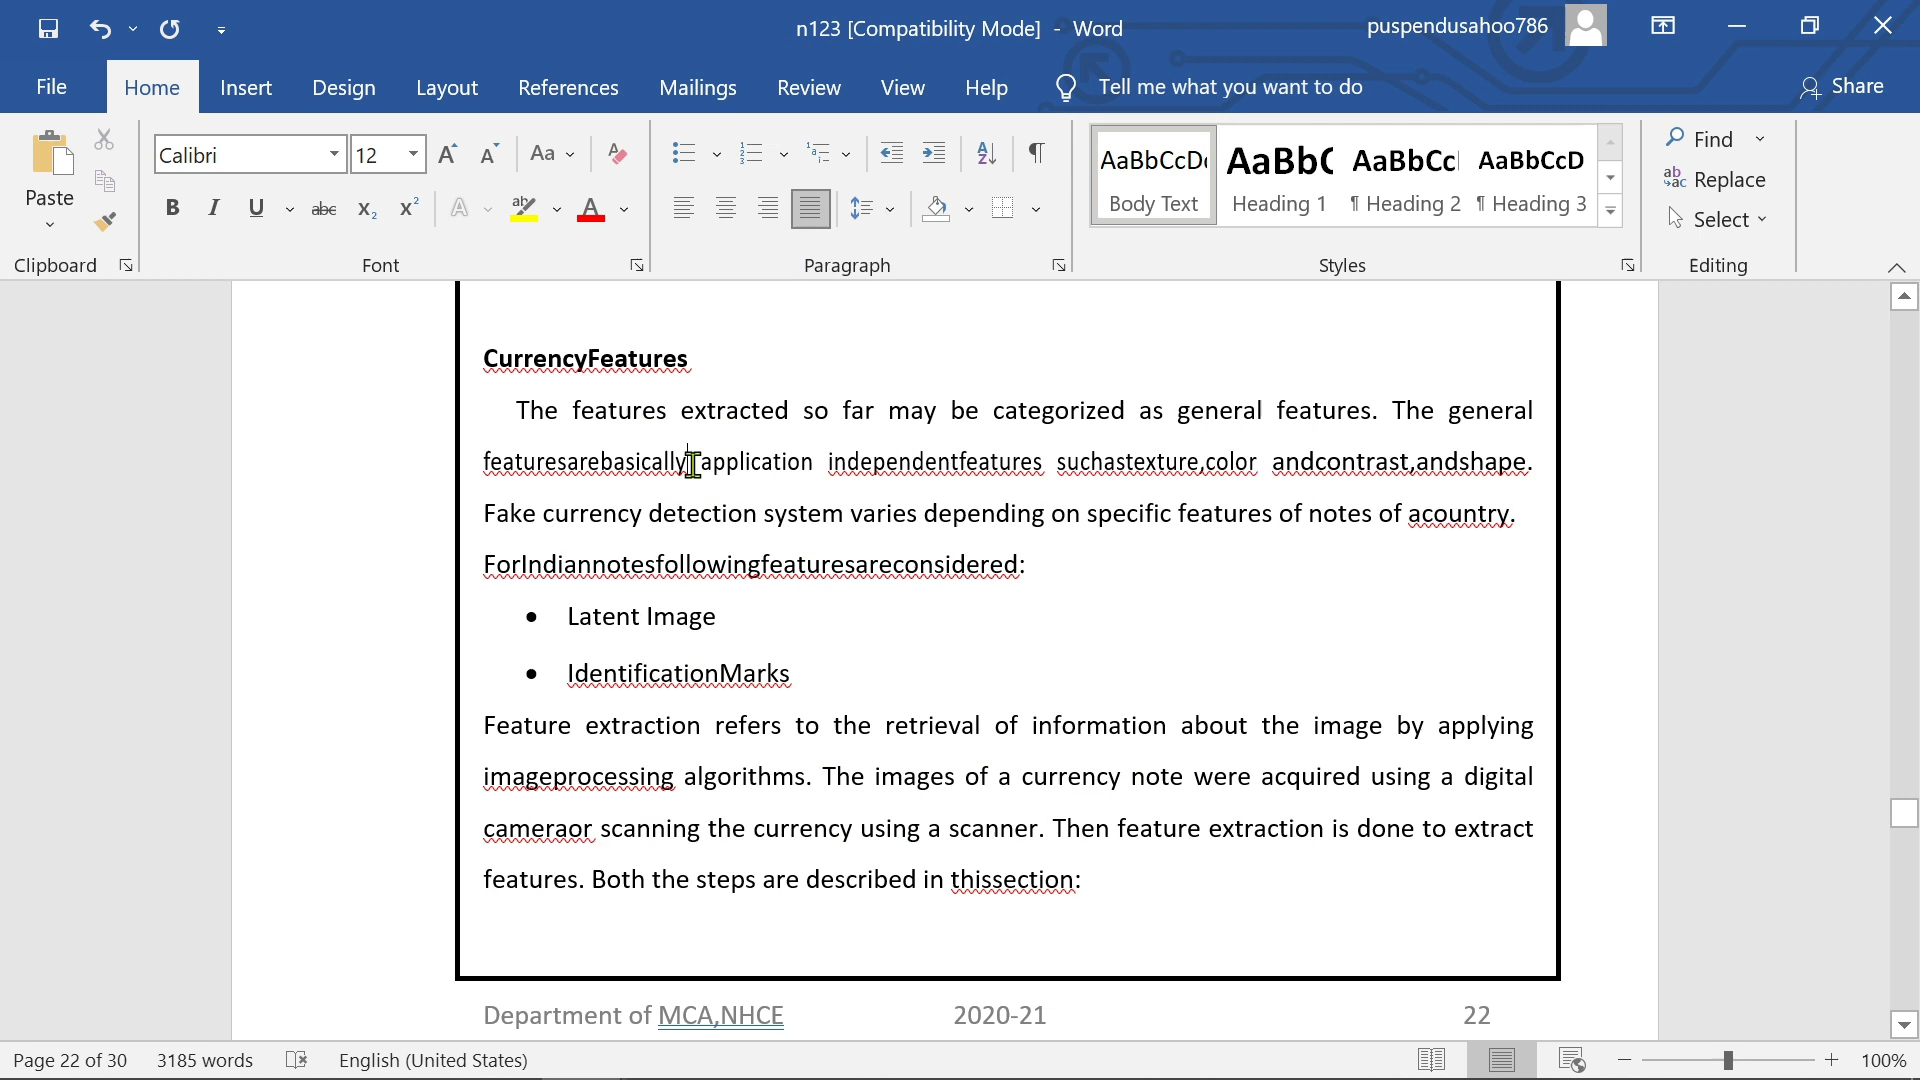 n123 [Compatibility Mode] - Word
puspendusahoo786
File Home Insert Design Layout References Mailings Review View Help Tell me what you want to do Share
Paste
Clipboard
Calibri 12
Aa
B I U abc X₂ X² A ab A
Font
Paragraph
AaBbCcD AaBbC AaBbCc AaBbCcD
Body Text Heading 1 ¶ Heading 2 ¶ Heading 3
Styles
Find
Replace
Select
Editing
CurrencyFeatures
The features extracted so far may be categorized as general features. The general
featuresarebasically application independentfeatures suchastexture,color andcontrast,andshape.
Fake currency detection system varies depending on specific features of notes of acountry.
ForIndiannotesfollowingfeaturesareconsidered:
• Latent Image
• IdentificationMarks
Feature extraction refers to the retrieval of information about the image by applying
imageprocessing algorithms. The images of a currency note were acquired using a digital
cameraor scanning the currency using a scanner. Then feature extraction is done to extract
features. Both the steps are described in thissection:
Department of MCA,NHCE 2020-21 22
Page 22 of 30 3185 words English (United States) 100%